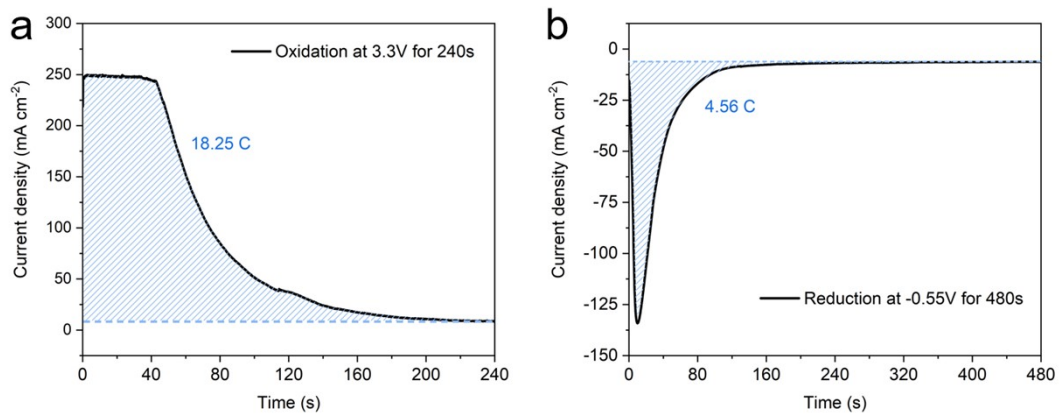 a
300
250
200
150
100
50
0
Current density (mA cm⁻²)
Oxidation at 3.3V for 240s
18.25 C
0 40 80 120 160 200 240
Time (s)
b
0
-25
-50
-75
-100
-125
-150
Current density (mA cm⁻²)
4.56 C
Reduction at -0.55V for 480s
0 80 160 240 320 400 480
Time (s)